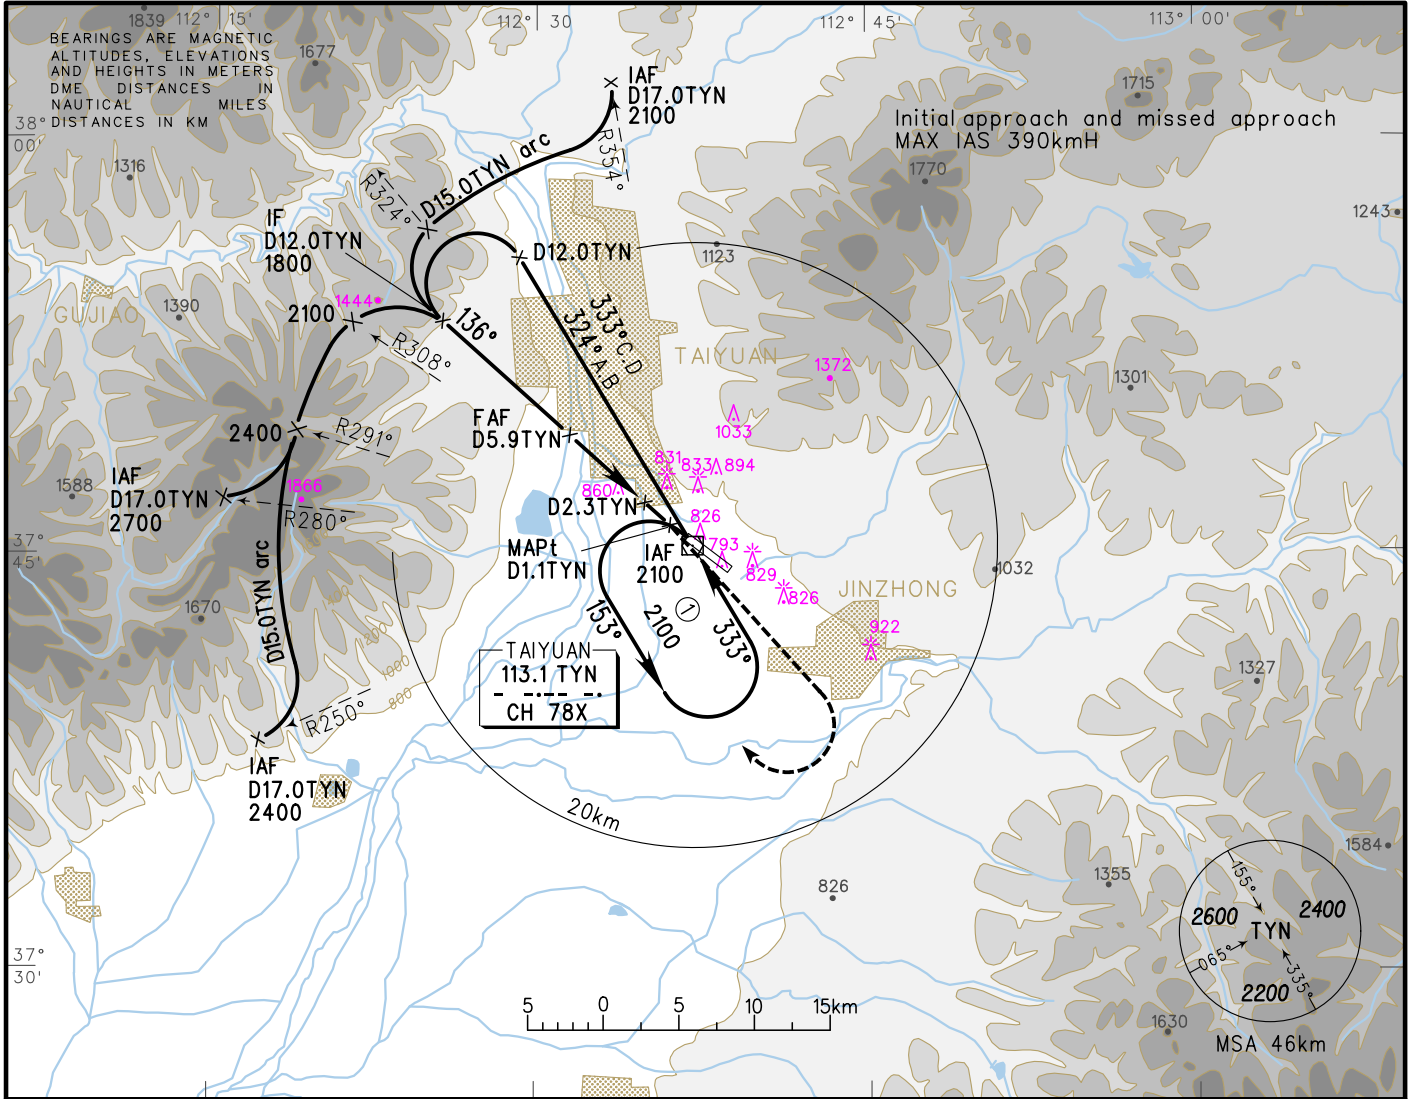 1839
112° 15'
112° 30'
112° 45'
113° 00'
BEARINGS ARE MAGNETIC
ALTITUDES, ELEVATIONS
AND HEIGHTS IN METERS
DME DISTANCES IN
NAUTICAL MILES
DISTANCES IN KM
1677
IAF
D17.0TYN
2100
1715
Initial approach and missed approach
MAX IAS 390kmH
38°
00'
1316
R354°
D15.0TYN arc
R324°
1770
1243
IF
D12.0TYN
1800
D12.0TYN
1123
1444
1390
GUJIAO
2100
136°
R308°
333° C.D
324° A.B
TAIYUAN
1372
1301
1033
FAF
D5.9TYN
2400
R291°
831
833
894
860
IAF
D17.0TYN
2700
1588
1866
R280°
D2.3TYN
826
793
829
826
MAPt
D1.1TYN
IAF
2100
37°
45'
1032
JINZHONG
922
1670
D15.0TYN arc
400
1200
1000
800
153°
2100
1
333°
TAIYUAN
113.1 TYN
CH 78X
1327
R250°
IAF
D17.0TYN
2400
20km
1584
826
1355
155°
2600
2400
TYN
065°
335°
2200
MSA 46km
37°
30'
5 0 5 10 15km
1630